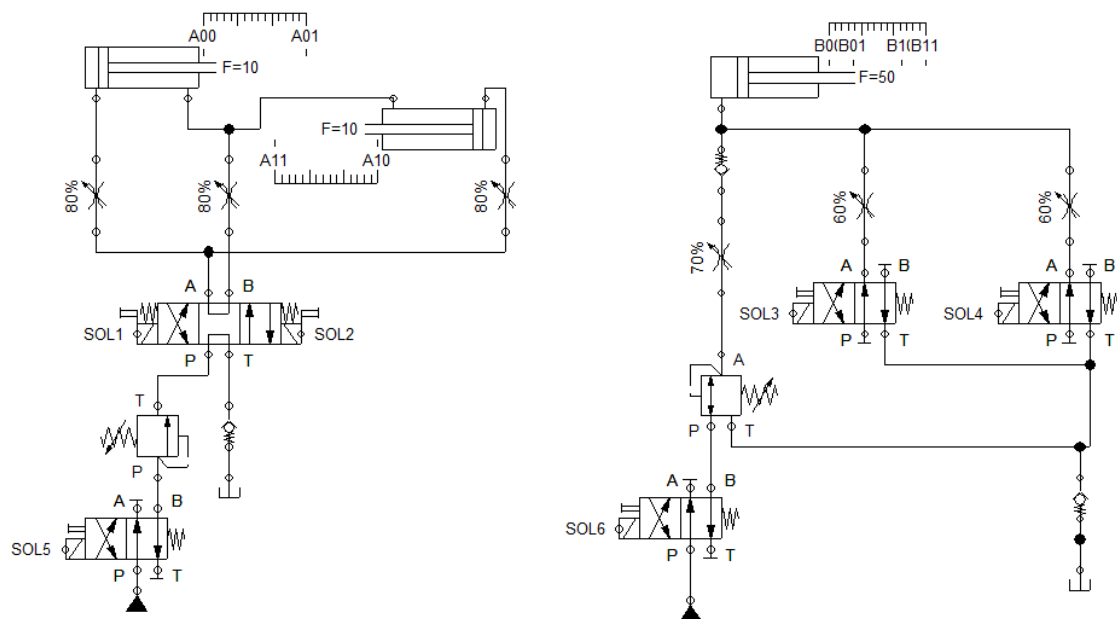 A00 A01
F=10
F=10
A11 A10
80%
80%
80%
A B
SOL1 SOL2
P T
T
P
A B
SOL5
P T
B0(B01 B1(B11
F=50
60%
60%
70%
A B
A B
SOL3
SOL4
P T
P T
A
P T
A B
SOL6
P T